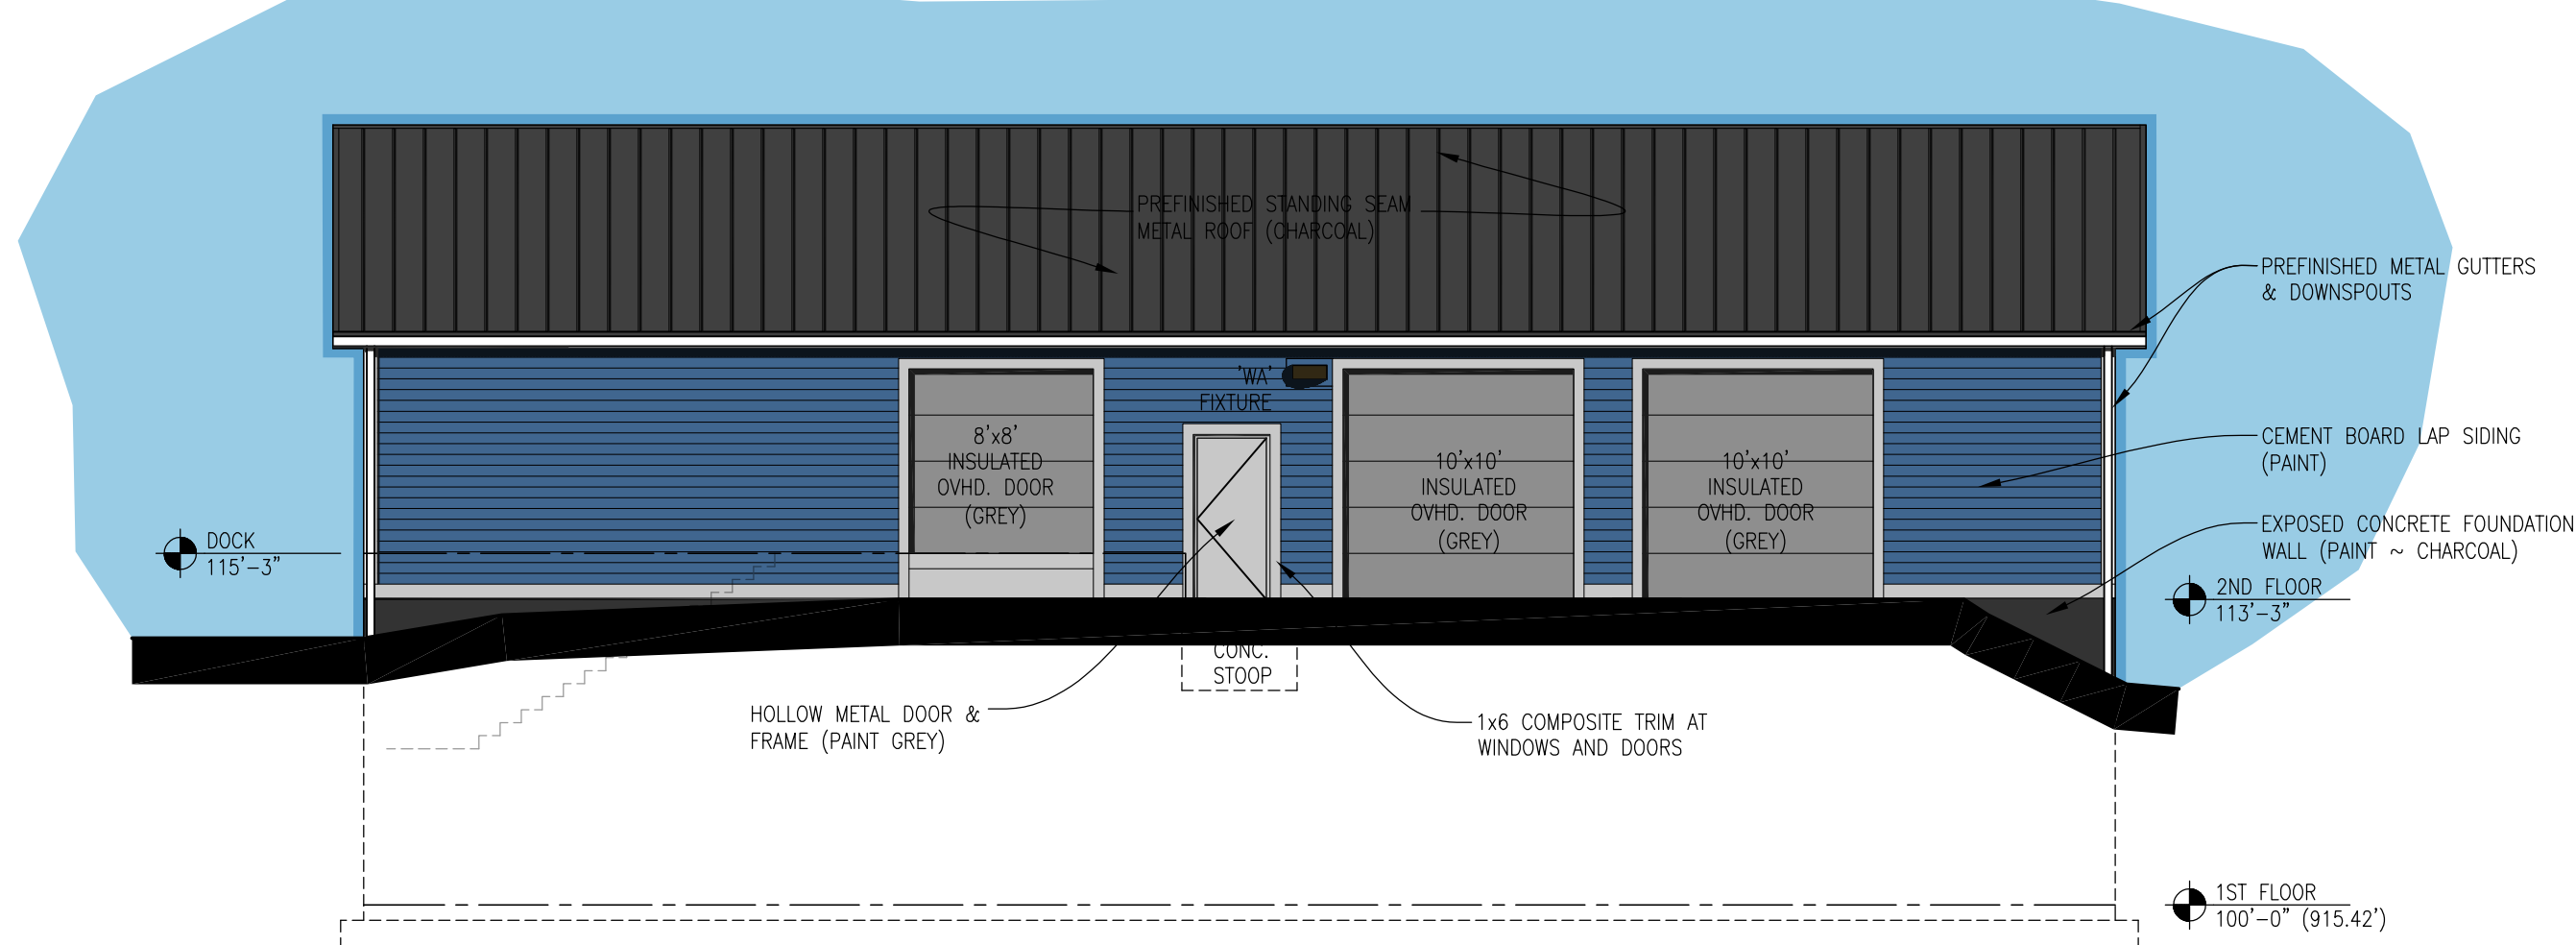 PREFINISHED STANDING SEAM
METAL ROOF (CHARCOAL)
PREFINISHED METAL GUTTERS
& DOWNSPOUTS
'WA'
FIXTURE
8'x8'
INSULATED
OVHD. DOOR
(GREY)
10'x10'
INSULATED
OVHD. DOOR
(GREY)
10'x10'
INSULATED
OVHD. DOOR
(GREY)
CEMENT BOARD LAP SIDING
(PAINT)
EXPOSED CONCRETE FOUNDATION
WALL (PAINT ~ CHARCOAL)
DOCK
115'-3"
2ND FLOOR
113'-3"
CONC.
STOOP
HOLLOW METAL DOOR &
FRAME (PAINT GREY)
1x6 COMPOSITE TRIM AT
WINDOWS AND DOORS
1ST FLOOR
100'-0" (915.42')